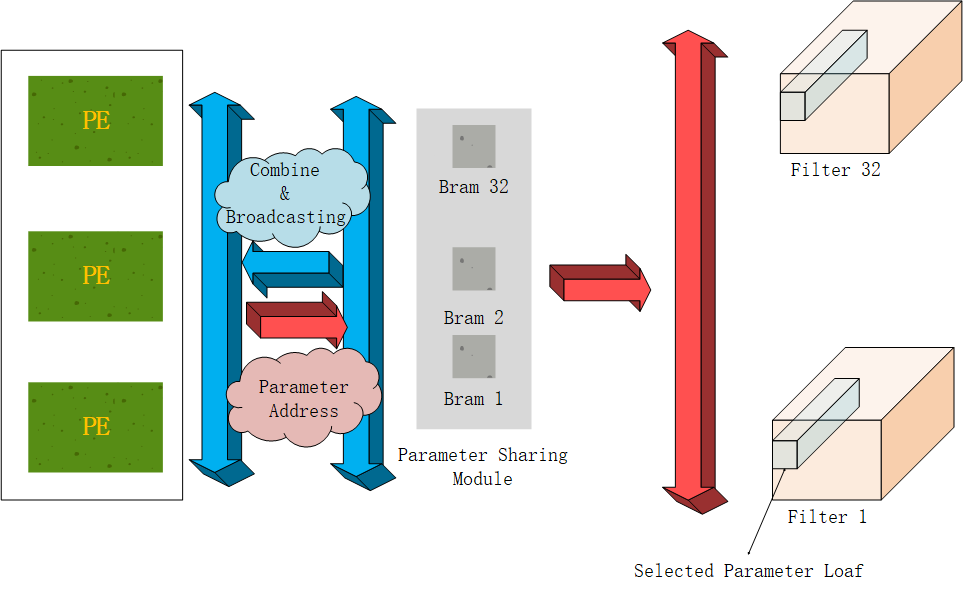 PE
PE
PE
Combine
&
Broadcasting
Parameter
Address
Bram 32
Bram 2
Bram 1
Parameter Sharing
Module
Filter 32
Filter 1
Selected Parameter Loaf